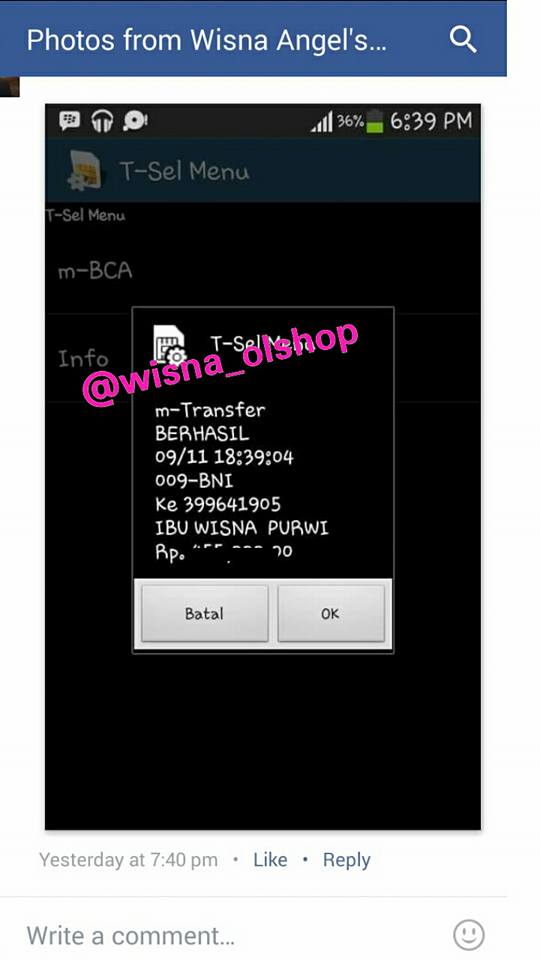 Photos from Wisna Angel's...
36% 6:39 PM
T-Sel Menu
T-Sel Menu
m-BCA
Info
T-Sel Menu
@wisna_olshop
m-Transfer
BERHASIL
09/11 18:39:04
009-BNI
Ke 399641905
IBU WISNA PURWI
Rp.
Batal OK
Yesterday at 7:40 pm • Like • Reply
Write a comment...